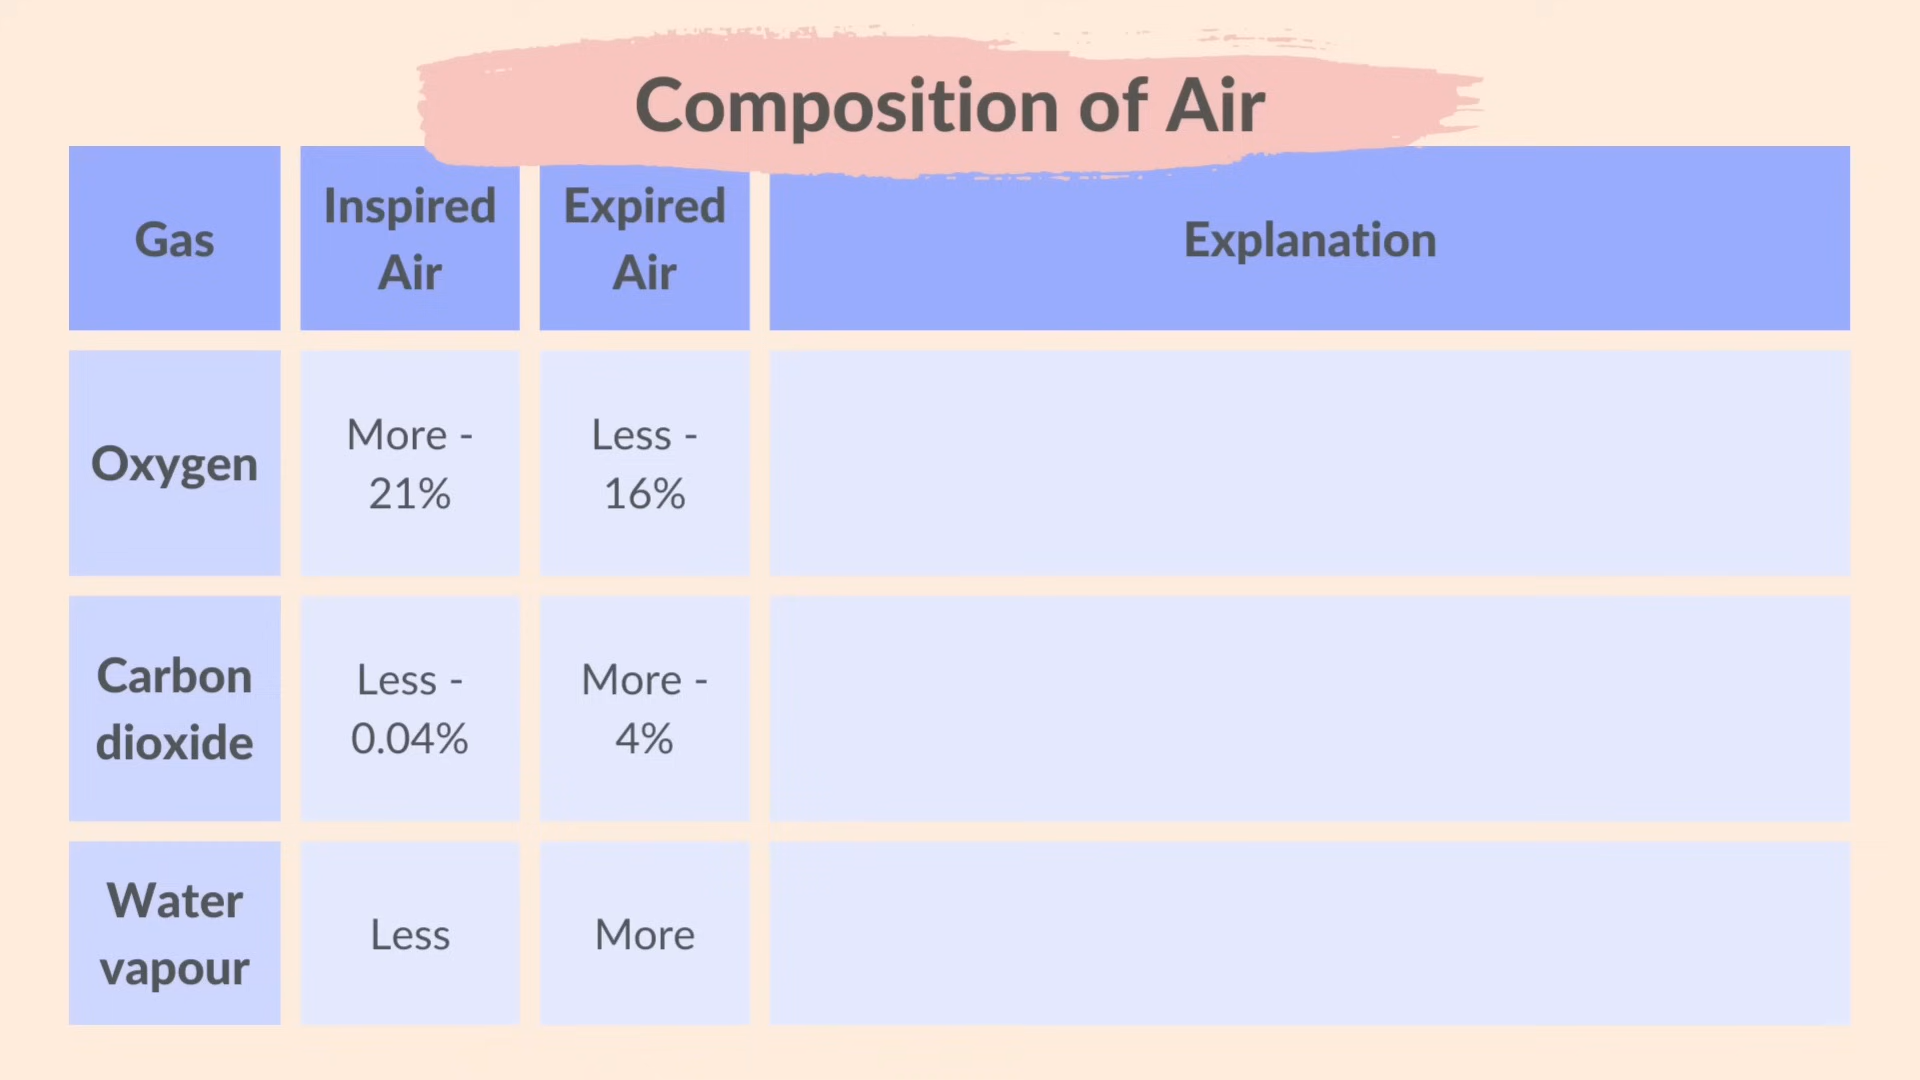 Composition of Air
Gas
Inspired
Air
Expired
Air
Explanation
Oxygen
More -
21%
Less -
16%
Carbon
dioxide
Less -
0.04%
More -
4%
Water
vapour
Less
More